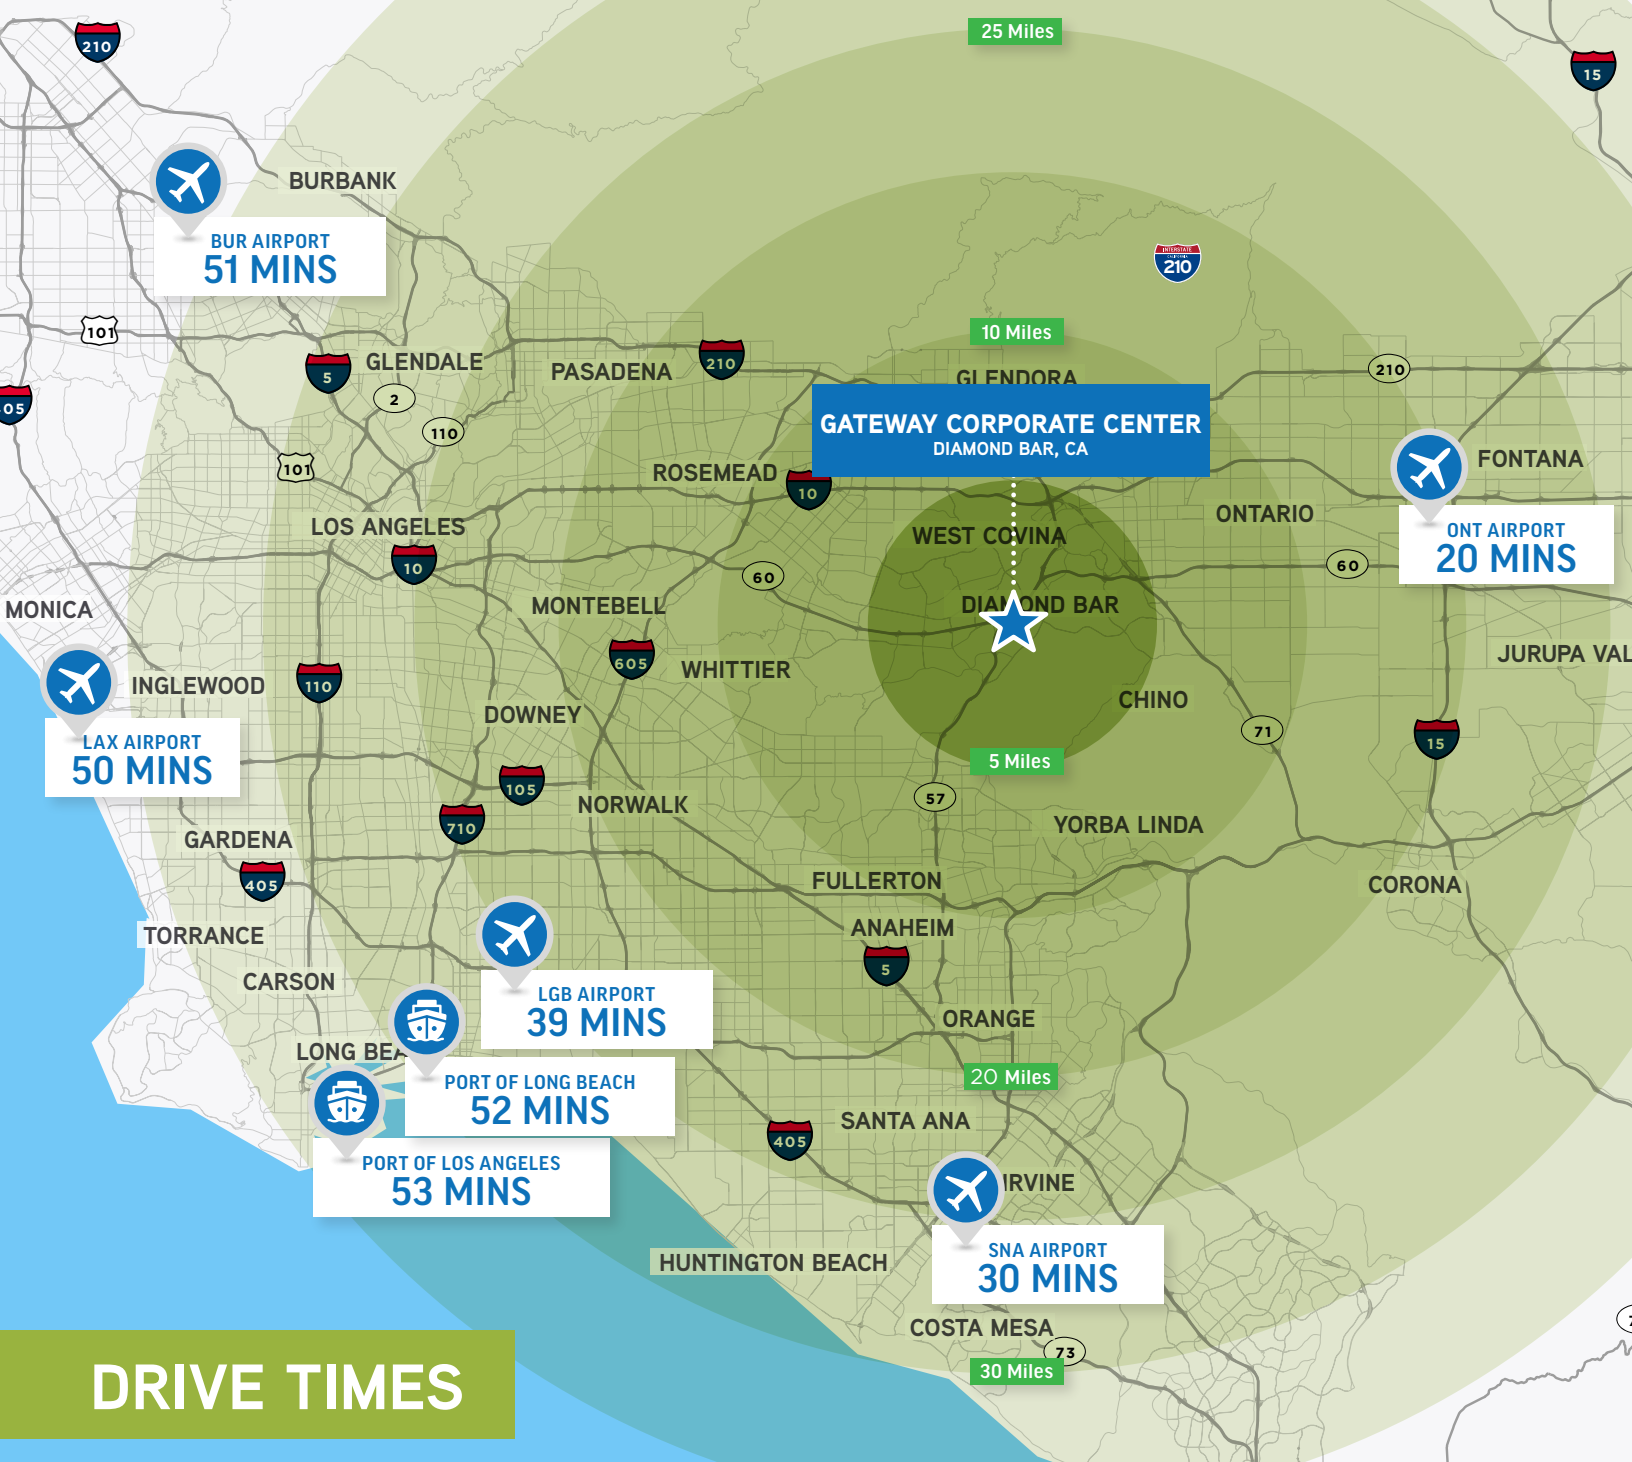 25 Miles
210
15
BURBANK
BUR AIRPORT
51 MINS
INTERSTATE
CALIFORNIA
210
101
10 Miles
GLENDALE
5
PASADENA
210
210
GLENDORA
2
05
110
GATEWAY CORPORATE CENTER
DIAMOND BAR, CA
101
ROSEMEAD
10
FONTANA
ONTARIO
LOS ANGELES
WEST COVINA
ONT AIRPORT
20 MINS
10
60
60
MONICA
MONTEBELL
DIAMOND BAR
605
WHITTIER
JURUPA VAL
INGLEWOOD
110
CHINO
DOWNEY
LAX AIRPORT
50 MINS
71
15
5 Miles
105
57
NORWALK
710
YORBA LINDA
GARDENA
405
FULLERTON
CORONA
TORRANCE
ANAHEIM
5
CARSON
LGB AIRPORT
39 MINS
ORANGE
LONG BEA
20 Miles
PORT OF LONG BEACH
52 MINS
SANTA ANA
405
PORT OF LOS ANGELES
53 MINS
IRVINE
HUNTINGTON BEACH
SNA AIRPORT
30 MINS
COSTA MESA
73
30 Miles
DRIVE TIMES